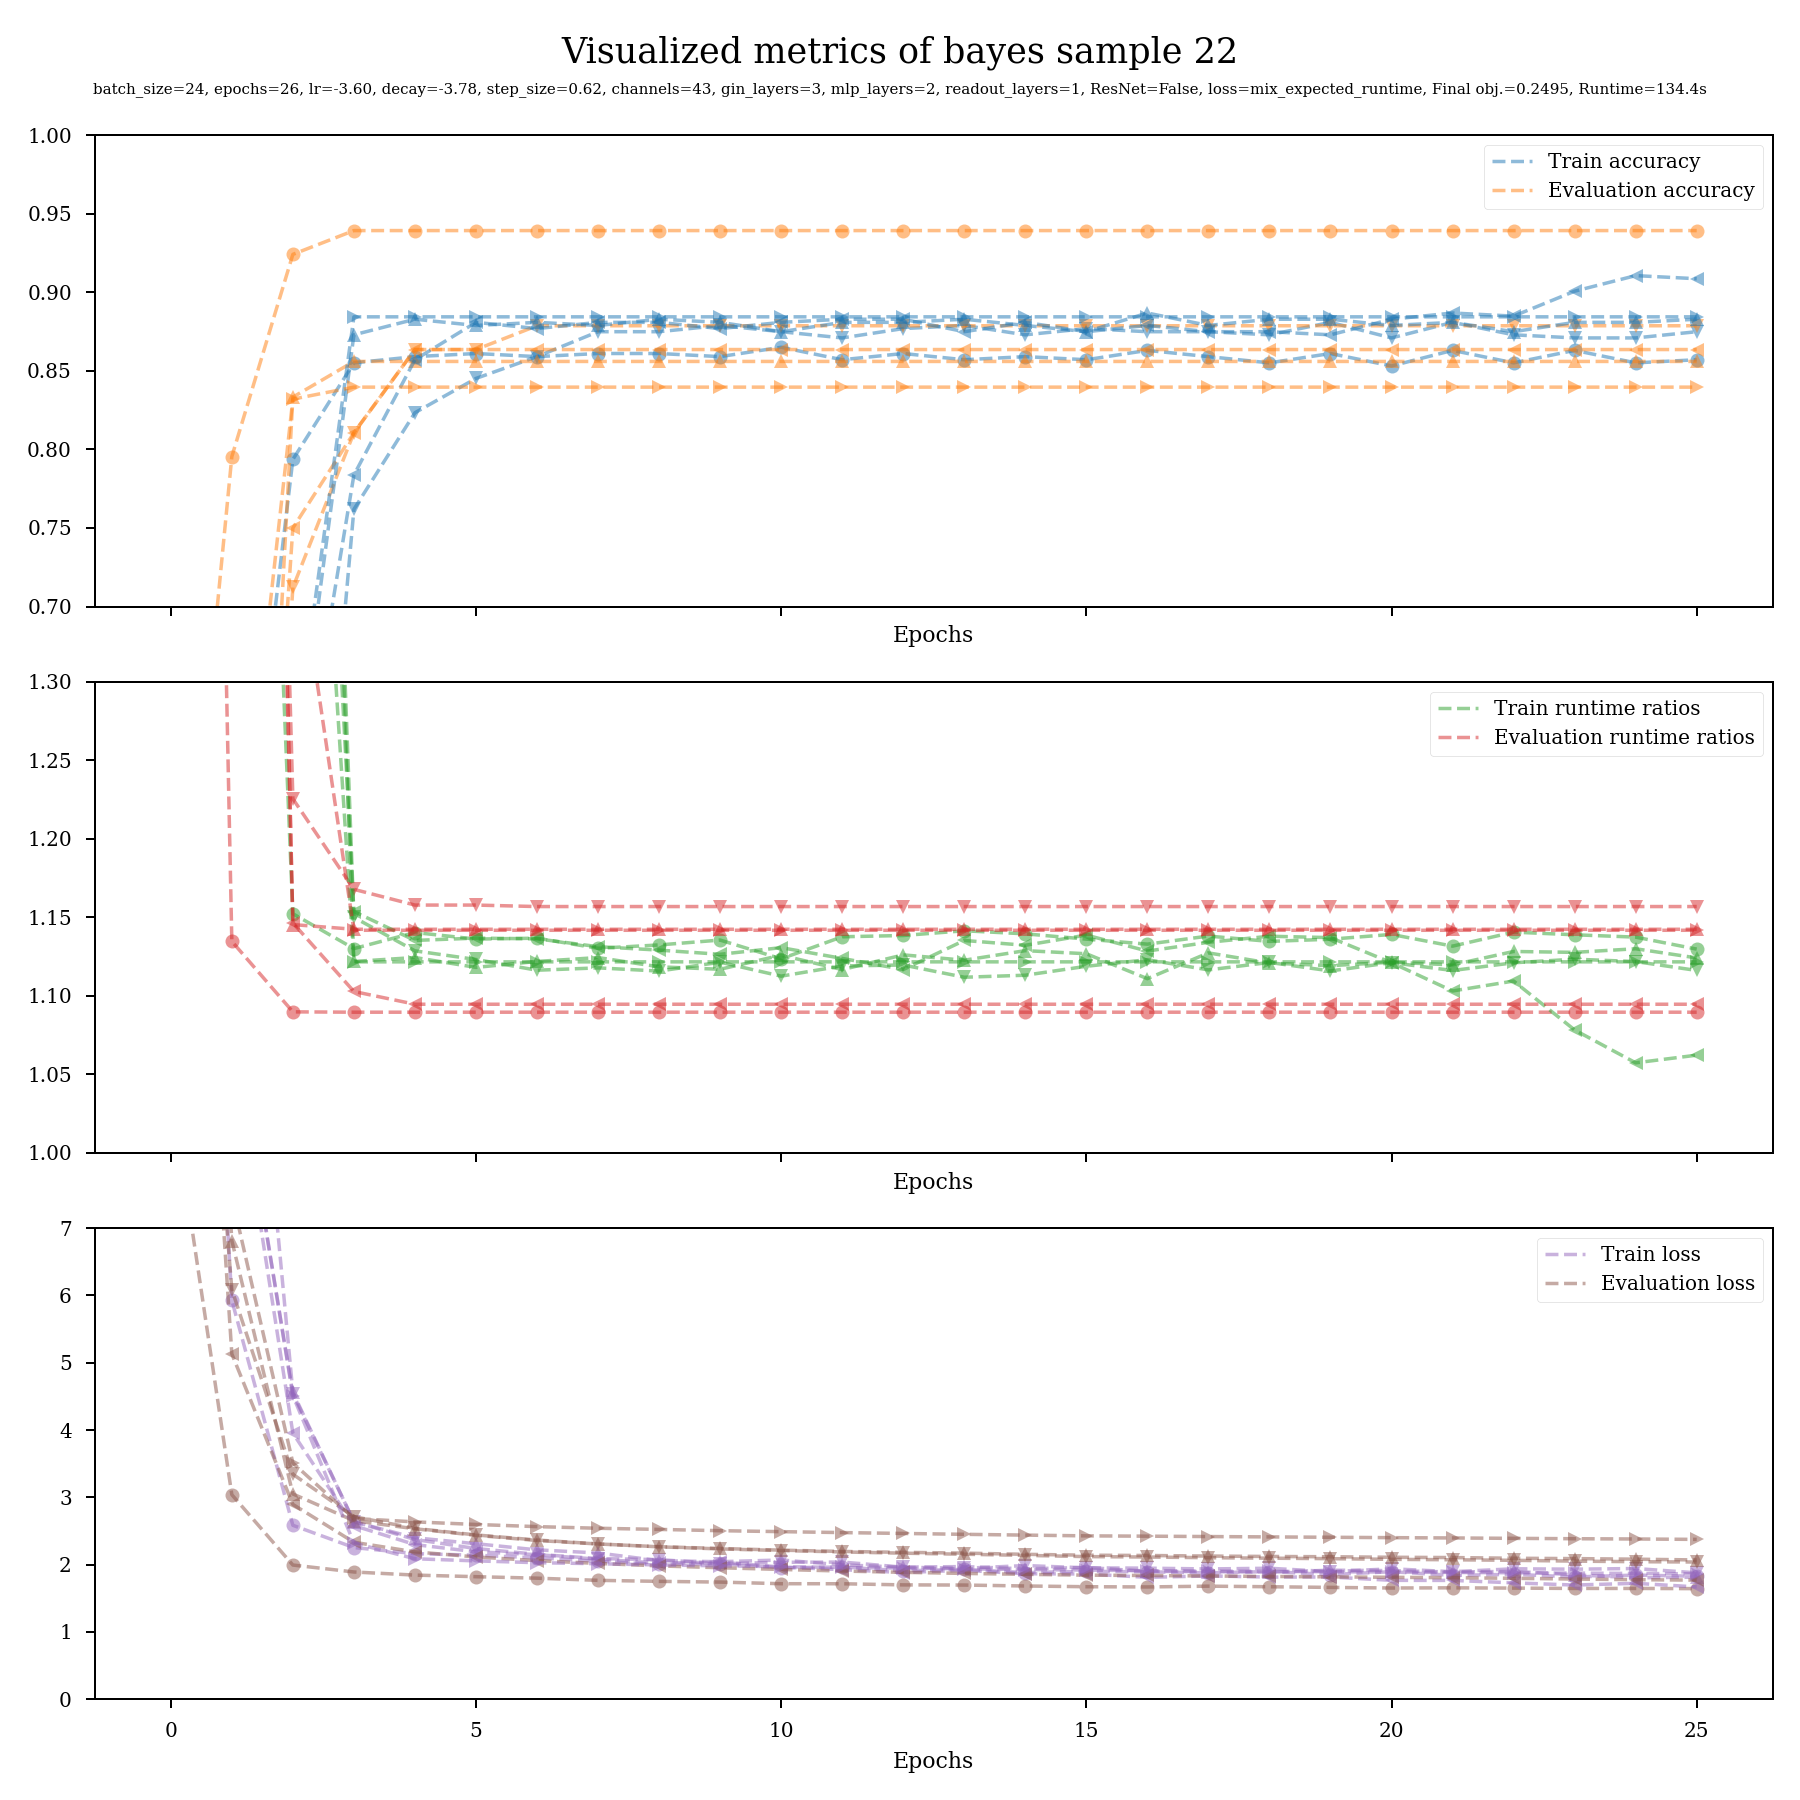 Visualized metrics of bayes sample 22
batch_size=24, epochs=26, lr=-3.60, decay=-3.78, step_size=0.62, channels=43, gin_layers=3, mlp_layers=2, readout_layers=1, ResNet=False, loss=mix_expected_runtime, Final obj.=0.2495, Runtime=134.4s
1.00
0.95
0.90
0.85
0.80
0.75
0.70
Train accuracy
Evaluation accuracy
Epochs
1.30
1.25
1.20
1.15
1.10
1.05
1.00
Train runtime ratios
Evaluation runtime ratios
Epochs
7
6
5
4
3
2
1
0
Train loss
Evaluation loss
0 5 10 15 20 25
Epochs